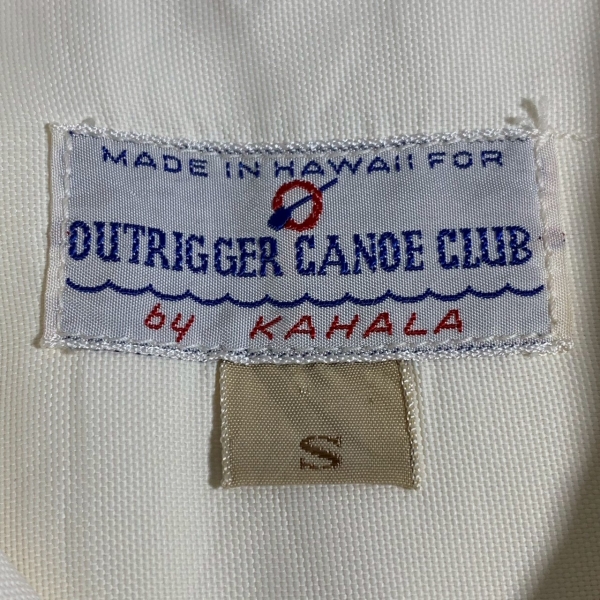 MADE IN HAWAII FOR
OUTRIGGER CANOE CLUB
by KAHALA
S